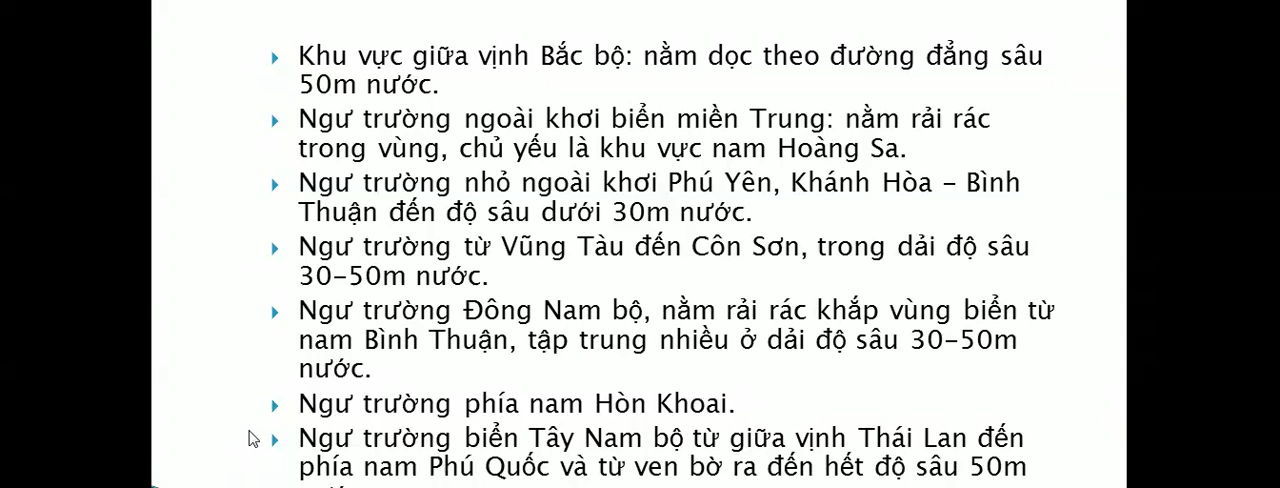 Khu vực giữa vịnh Bắc bộ: nằm dọc theo đường đẳng sâu
50m nước.
Ngư trường ngoài khơi biển miền Trung: nằm rải rác
trong vùng, chủ yếu là khu vực nam Hoàng Sa.
Ngư trường nhỏ ngoài khơi Phú Yên, Khánh Hòa - Bình
Thuận đến độ sâu dưới 30m nước.
Ngư trường từ Vũng Tàu đến Côn Sơn, trong dải độ sâu
30-50m nước.
Ngư trường Đông Nam bộ, nằm rải rác khắp vùng biển từ
nam Bình Thuận, tập trung nhiều ở dải độ sâu 30-50m
nước.
Ngư trường phía nam Hòn Khoai.
Ngư trường biển Tây Nam bộ từ giữa vịnh Thái Lan đến
phía nam Phú Quốc và từ ven bờ ra đến hết độ sâu 50m